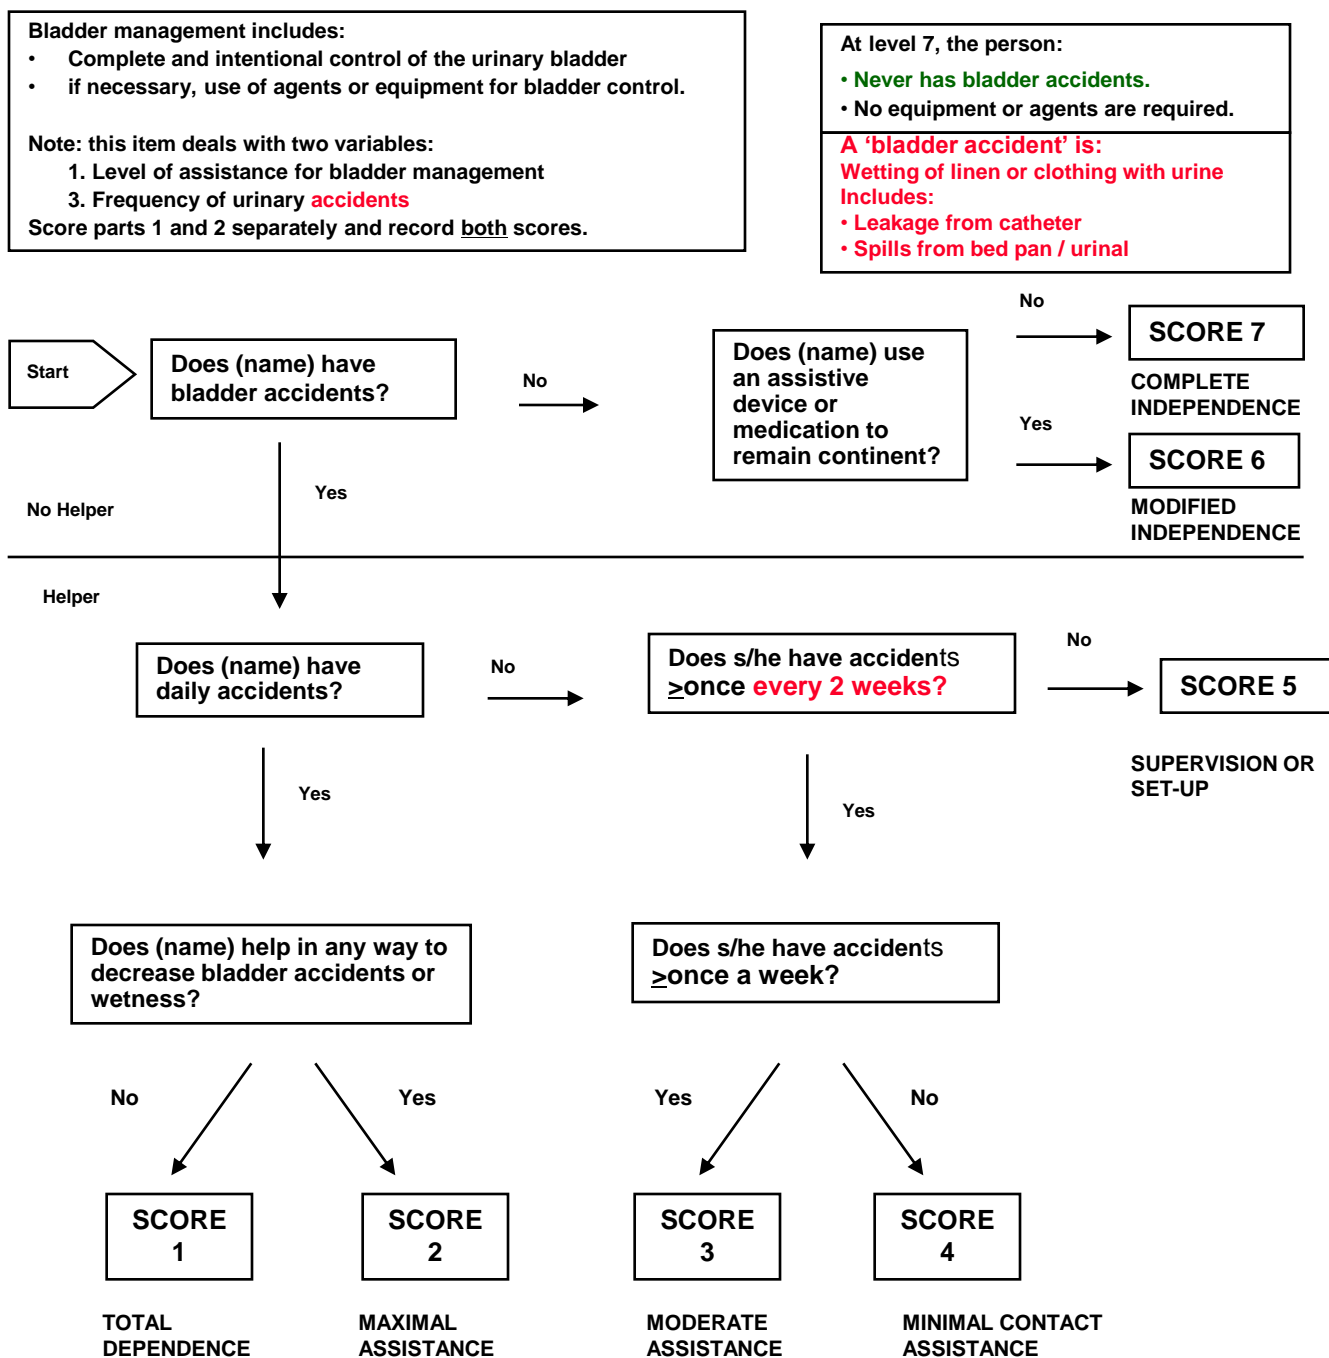 Bladder management includes:
• Complete and intentional control of the urinary bladder
• if necessary, use of agents or equipment for bladder control.
Note: this item deals with two variables:
1. Level of assistance for bladder management
3. Frequency of urinary accidents
Score parts 1 and 2 separately and record both scores.
At level 7, the person:
• Never has bladder accidents.
• No equipment or agents are required.
A ‘bladder accident’ is:
Wetting of linen or clothing with urine
Includes:
• Leakage from catheter
• Spills from bed pan / urinal
Start
Does (name) have
bladder accidents?
No
Does (name) use
an assistive
device or
medication to
remain continent?
No
SCORE 7
COMPLETE
INDEPENDENCE
Yes
SCORE 6
MODIFIED
INDEPENDENCE
Yes
No Helper
Helper
Does (name) have
daily accidents?
No
Does s/he have accidents
>once every 2 weeks?
No
SCORE 5
SUPERVISION OR
SET-UP
Yes
Yes
Does (name) help in any way to
decrease bladder accidents or
wetness?
Does s/he have accidents
>once a week?
No
Yes
Yes
No
SCORE
1
SCORE
2
SCORE
3
SCORE
4
TOTAL
DEPENDENCE
MAXIMAL
ASSISTANCE
MODERATE
ASSISTANCE
MINIMAL CONTACT
ASSISTANCE